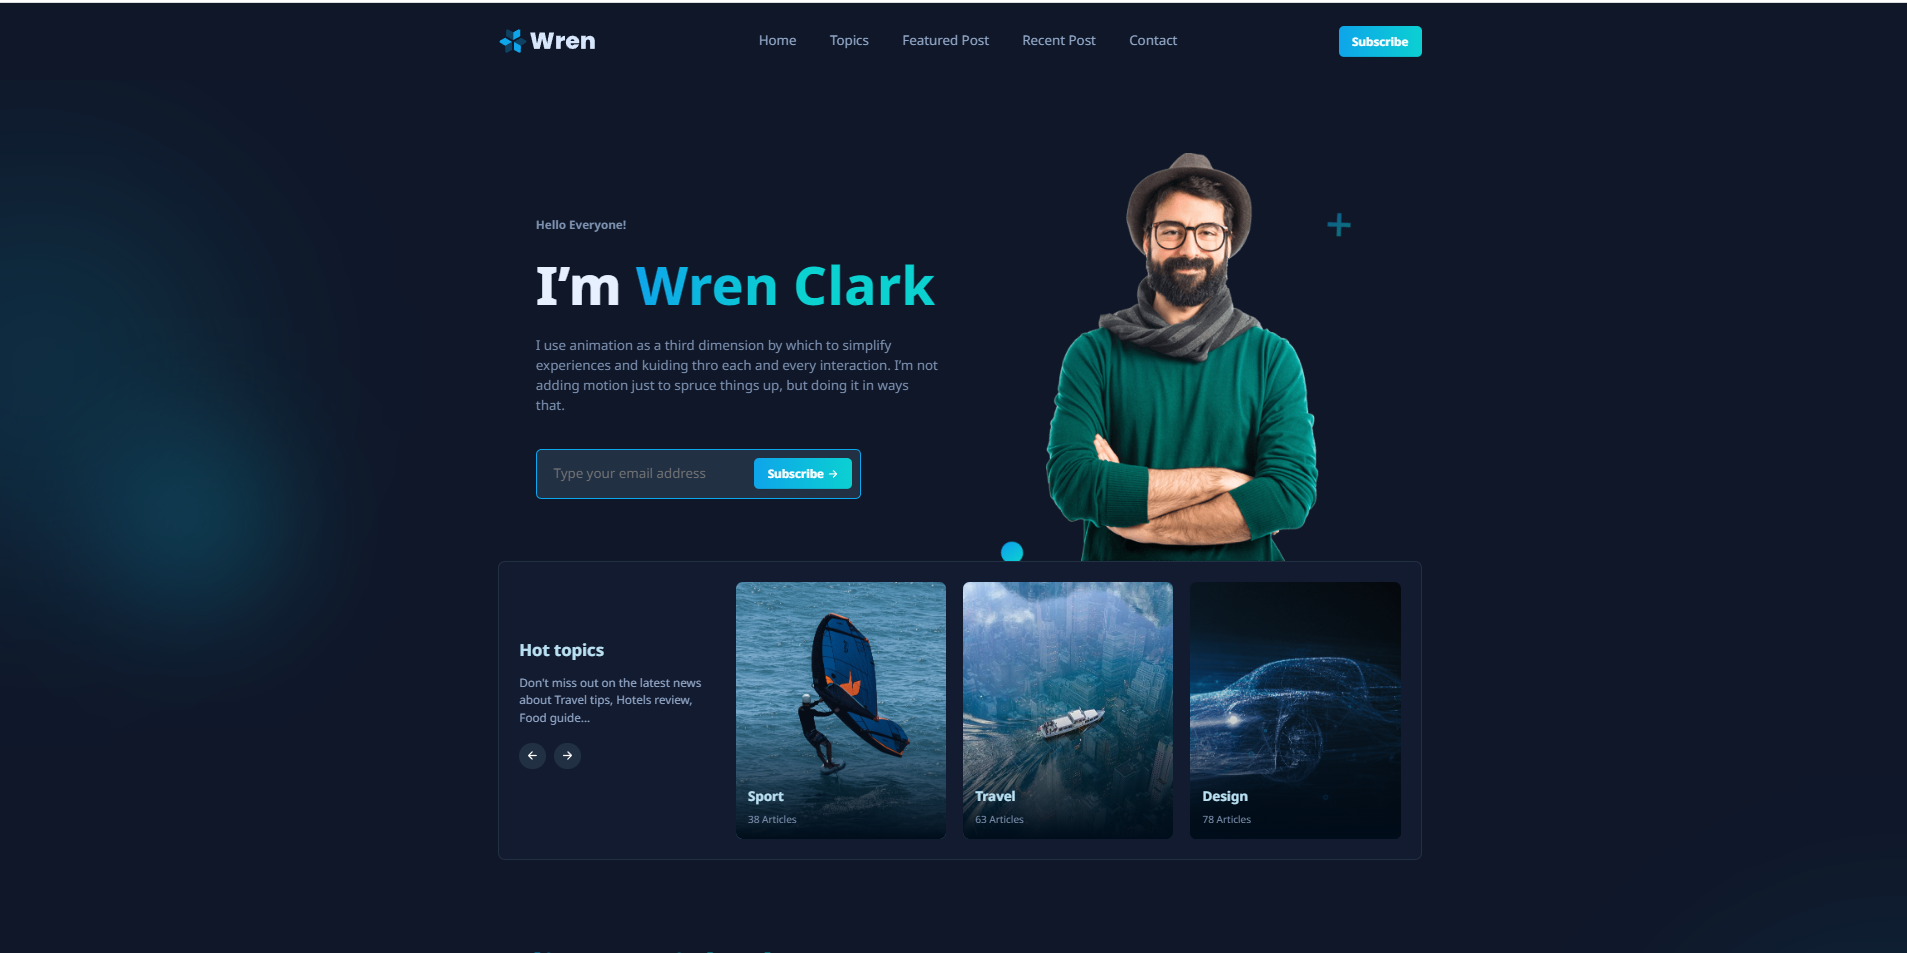 Wren
Home
Topics
Featured Post
Recent Post
Contact
Subscribe
Hello Everyone!
I’m Wren Clark
I use animation as a third dimension by which to simplify
experiences and kuiding thro each and every interaction. I’m not
adding motion just to spruce things up, but doing it in ways
that.
Type your email address
Subscribe →
Hot topics
Don't miss out on the latest news
about Travel tips, Hotels review,
Food guide...
← →
Sport
38 Articles
Travel
63 Articles
Design
78 Articles